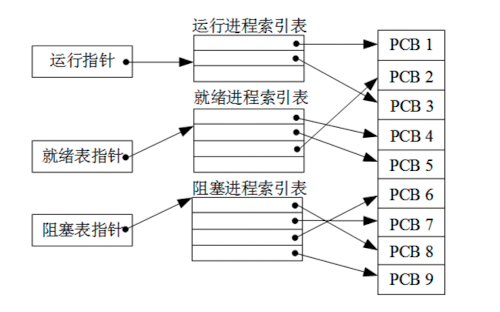 运行进程索引表
运行指针
就绪进程索引表
就绪表指针
阻塞进程索引表
阻塞表指针
PCB 1
PCB 2
PCB 3
PCB 4
PCB 5
PCB 6
PCB 7
PCB 8
PCB 9